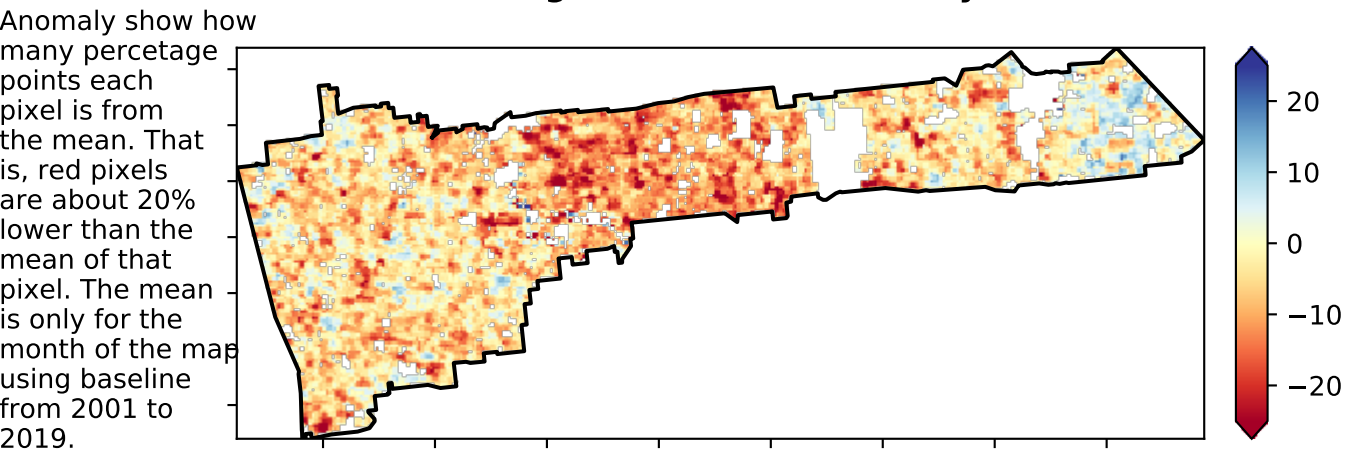 Anomaly show how
many percetage
points each
pixel is from
the mean. That
is, red pixels
are about 20%
lower than the
mean of that
pixel. The mean
is only for the
month of the map
using baseline
from 2001 to
2019.
20
10
0
−10
−20